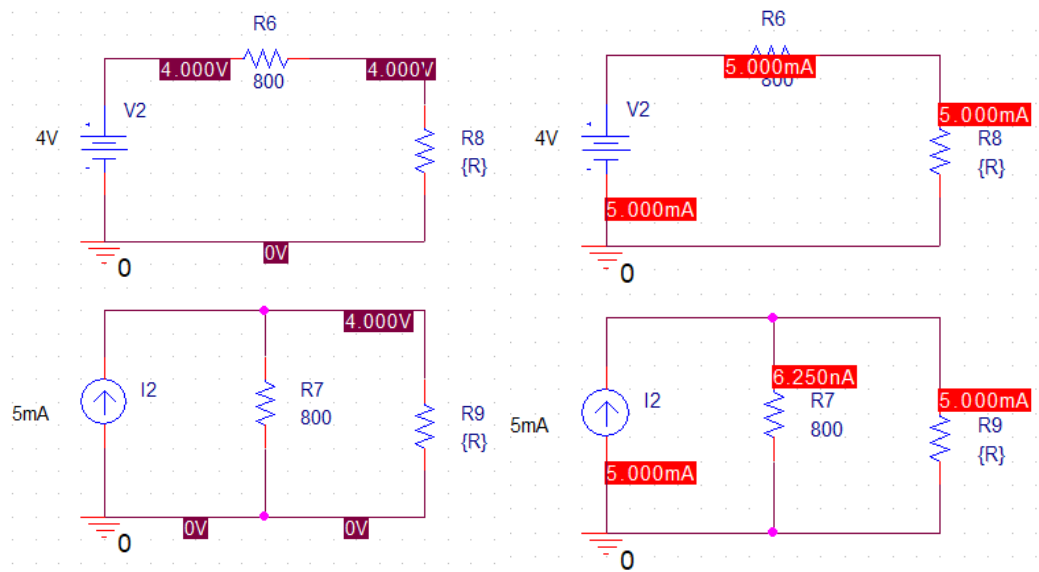 R6
4.000V
4.000V
800
V2
4V
R8
{R}
0V
0
4.000V
I2
R7
5mA
800
R9
{R}
0V
0V
0
R6
5.000mA
800
V2
5.000mA
4V
R8
{R}
5.000mA
0
6.250nA
I2
R7
5.000mA
5mA
800
R9
{R}
5.000mA
0